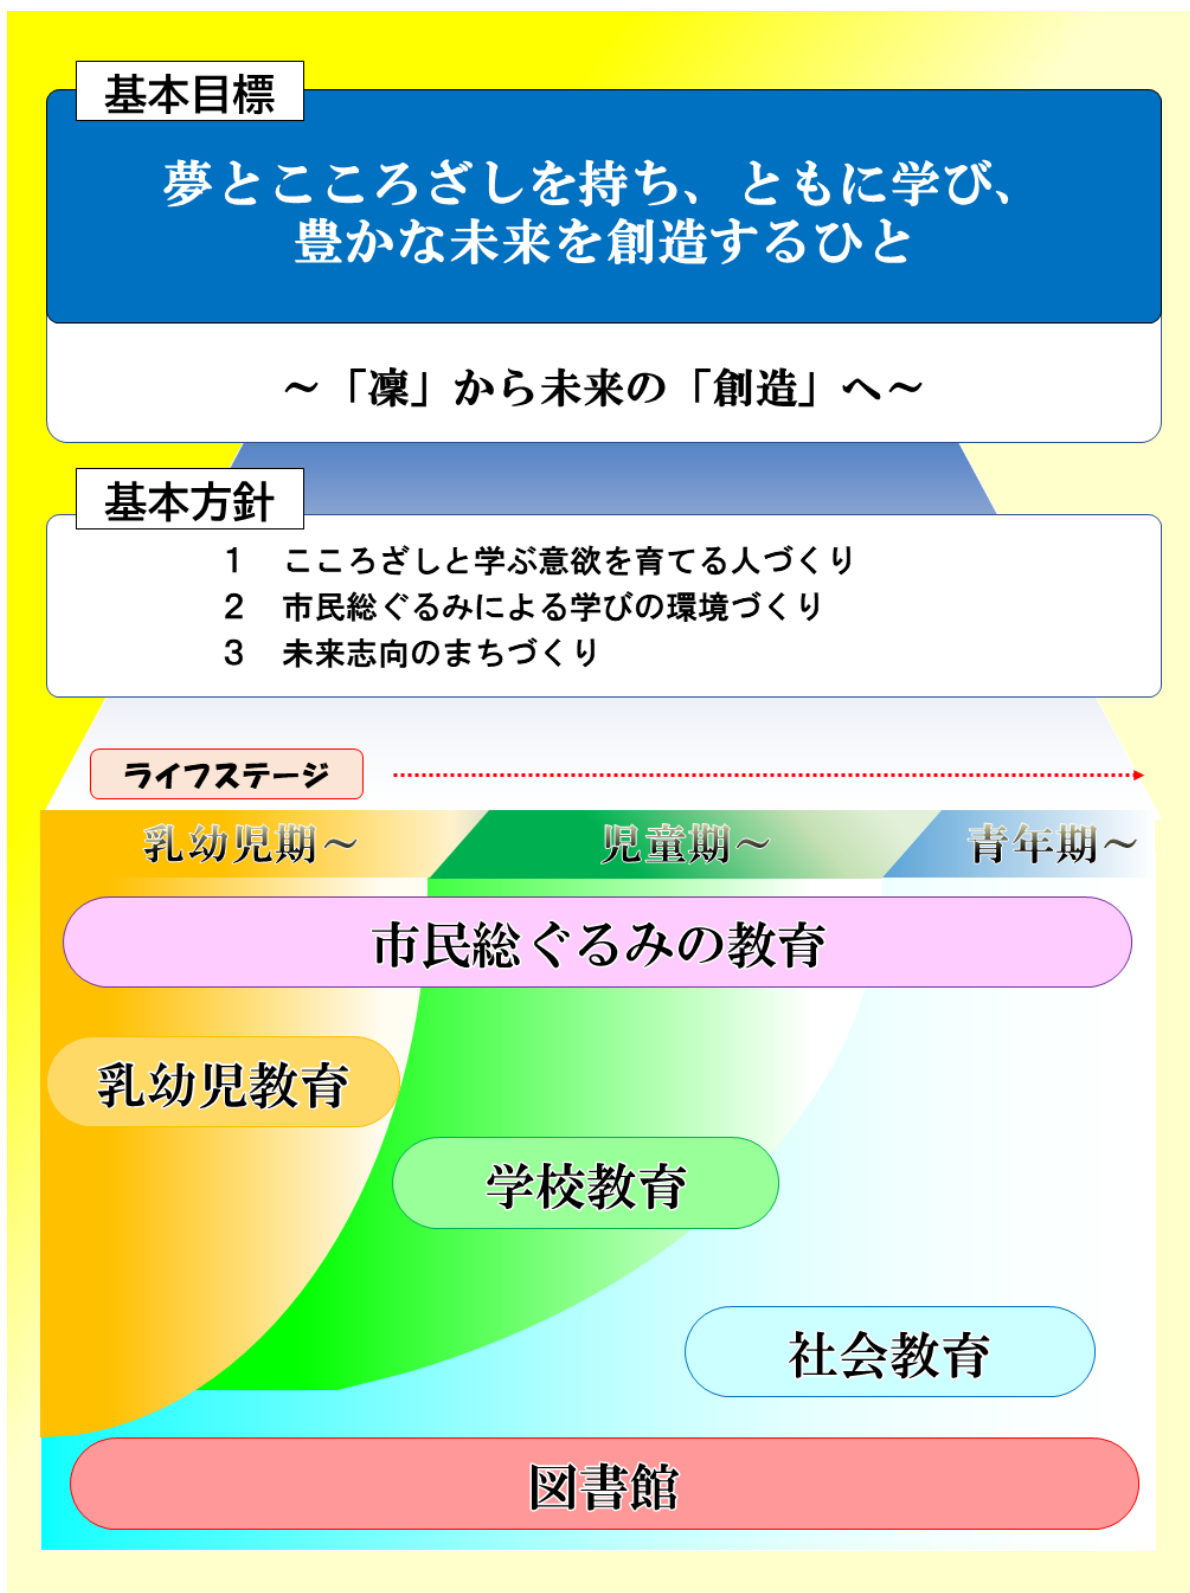 基本目標
夢とこころざしを持ち、ともに学び、
豊かな未来を創造するひと
～「凜」から未来の「創造」へ～
基本方針
1 こころざしと学ぶ意欲を育てる人づくり
2 市民総ぐるみによる学びの環境づくり
3 未来志向のまちづくり
ライフステージ
乳幼児期～ 児童期～ 青年期～
市民総ぐるみの教育
乳幼児教育
学校教育
社会教育
図書館